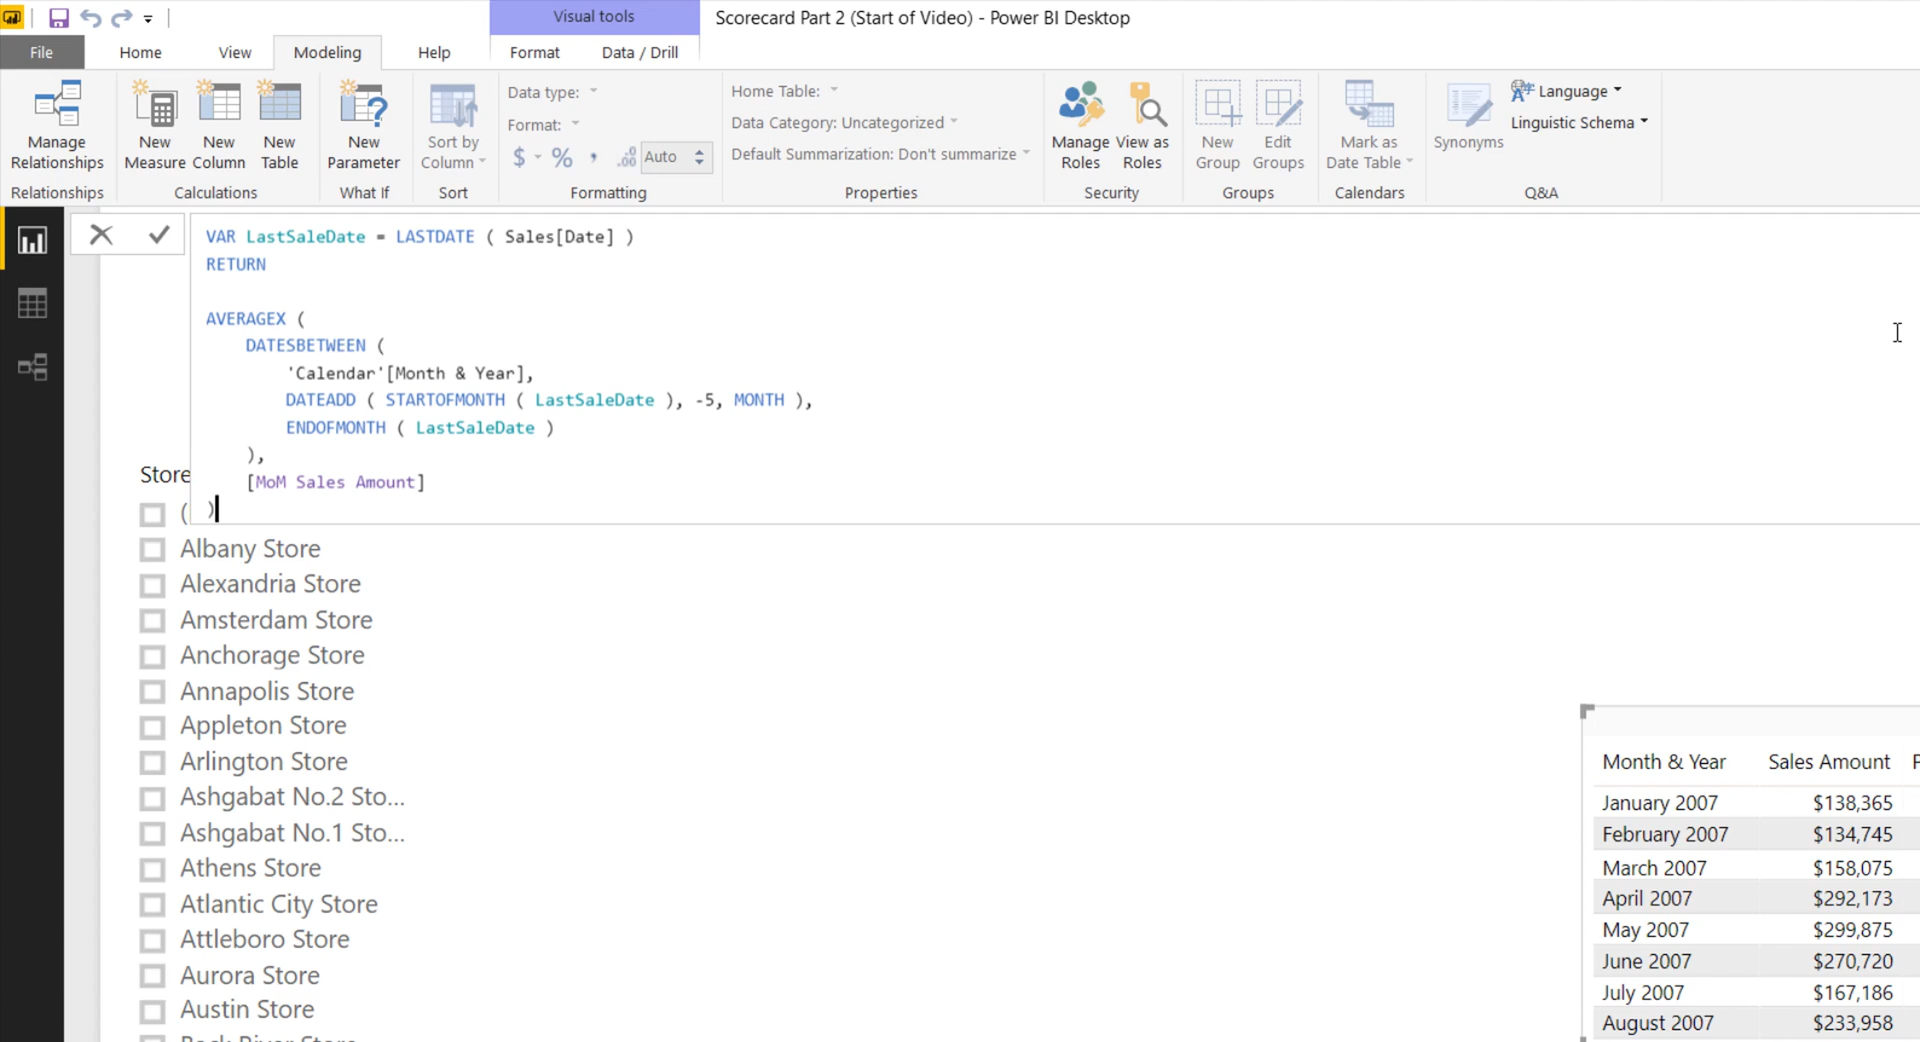 Visual tools
Scorecard Part 2 (Start of Video) - Power BI Desktop
File Home View Modeling Help Format Data / Drill
Manage Relationships
Relationships
New Measure
New Column
New Table
Calculations
New Parameter
What If
Sort by Column
Sort
Data type:
Format:
$ % , .00 Auto
Formatting
Home Table:
Data Category: Uncategorized
Default Summarization: Don't summarize
Properties
Manage Roles
View as Roles
Security
New Group
Edit Groups
Groups
Mark as Date Table
Calendars
Synonyms
Language
Linguistic Schema
Q&A
VAR LastSaleDate = LASTDATE ( Sales[Date] )
RETURN
AVERAGEX (
DATESBETWEEN (
'Calendar'[Month & Year],
DATEADD ( STARTOFMONTH ( LastSaleDate ), -5, MONTH ),
ENDOFMONTH ( LastSaleDate )
),
[MoM Sales Amount]
)
Store
(
Albany Store
Alexandria Store
Amsterdam Store
Anchorage Store
Annapolis Store
Appleton Store
Arlington Store
Ashgabat No.2 Sto...
Ashgabat No.1 Sto...
Athens Store
Atlantic City Store
Attleboro Store
Aurora Store
Austin Store
Month & Year Sales Amount
January 2007 $138,365
February 2007 $134,745
March 2007 $158,075
April 2007 $292,173
May 2007 $299,875
June 2007 $270,720
July 2007 $167,186
August 2007 $233,958